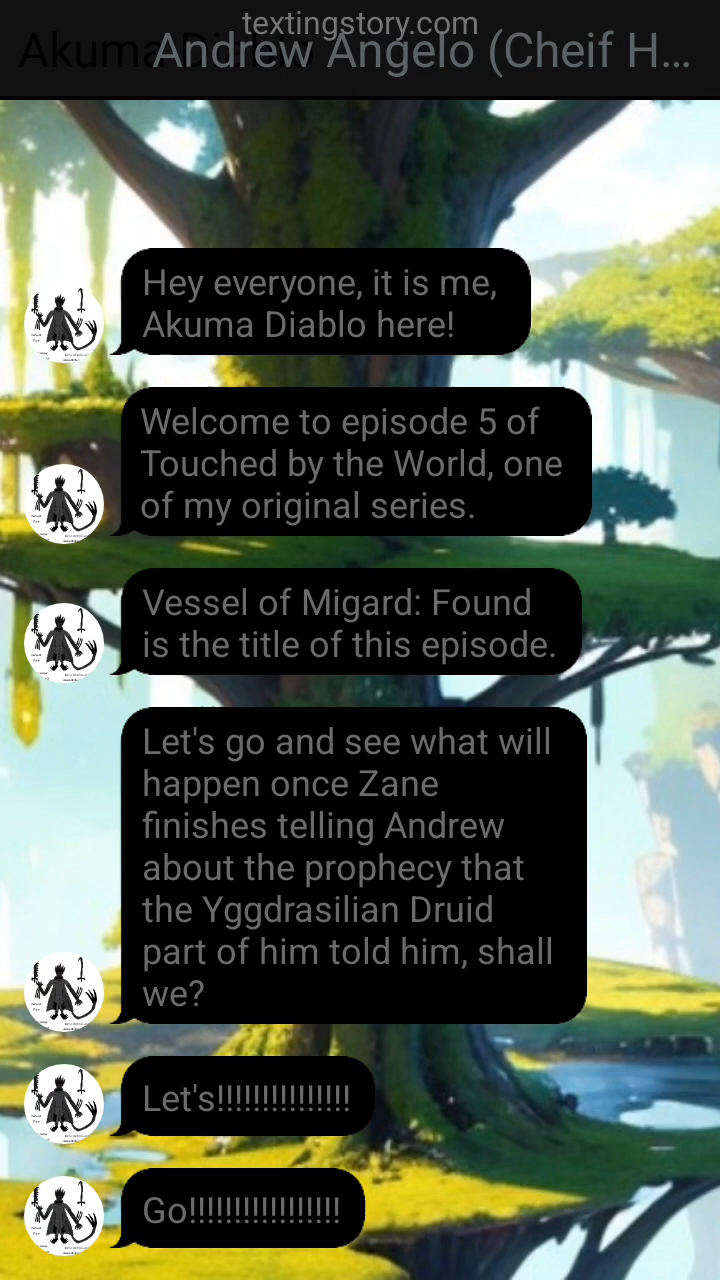 textingstory.com
Akuma Diablo
Andrew Angelo (Cheif H...
Hey everyone, it is me,
Akuma Diablo here!
Welcome to episode 5 of
Touched by the World, one
of my original series.
Vessel of Migard: Found
is the title of this episode.
Let's go and see what will
happen once Zane
finishes telling Andrew
about the prophecy that
the Yggdrasilian Druid
part of him told him, shall
we?
Let's!!!!!!!!!!!!!!!
Go!!!!!!!!!!!!!!!!!